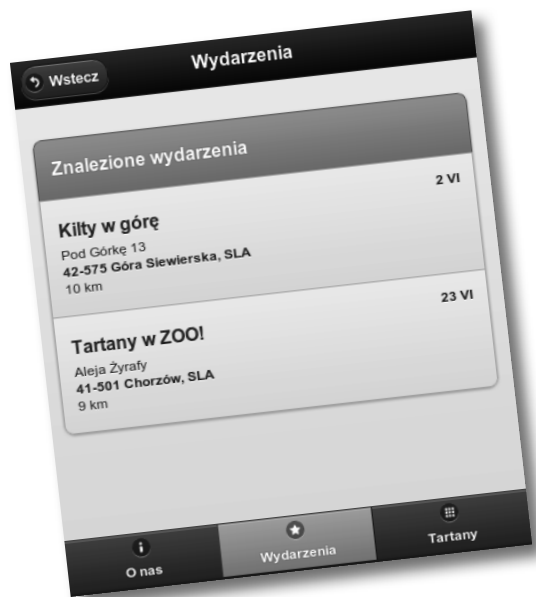 Wstecz
Wydarzenia
Znalezione wydarzenia
Kilty w górę
2 VI
Pod Górkę 13
42-575 Góra Siewierska, SLA
10 km
Tartany w ZOO!
23 VI
Aleja Żyrafy
41-501 Chorzów, SLA
9 km
O nas
Wydarzenia
Tartany